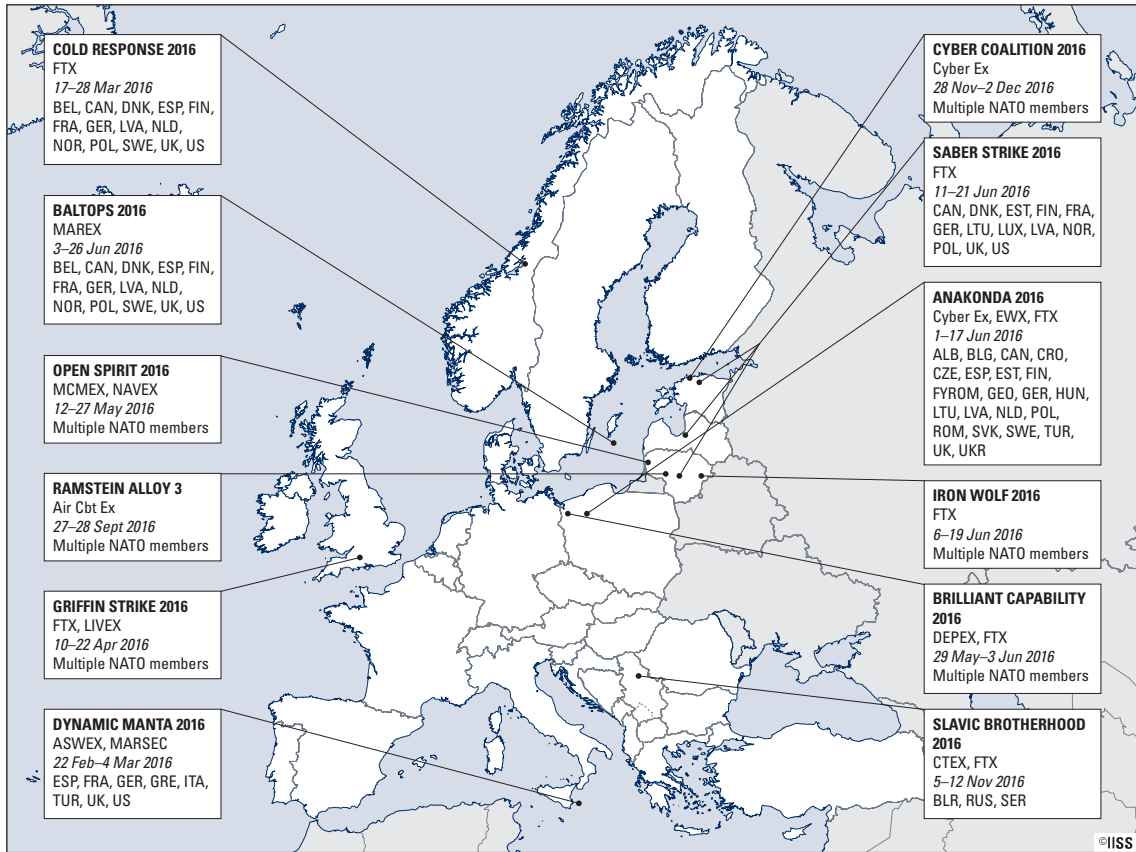 COLD RESPONSE 2016
FTX
17–28 Mar 2016
BEL, CAN, DNK, ESP, FIN,
FRA, GER, LVA, NLD,
NOR, POL, SWE, UK, US
BALTOPS 2016
MAREX
3–26 Jun 2016
BEL, CAN, DNK, ESP, FIN,
FRA, GER, LVA, NLD,
NOR, POL, SWE, UK, US
OPEN SPIRIT 2016
MCMEX, NAVEX
12–27 May 2016
Multiple NATO members
RAMSTEIN ALLOY 3
Air Cbt Ex
27–28 Sept 2016
Multiple NATO members
GRIFFIN STRIKE 2016
FTX, LIVEX
10–22 Apr 2016
Multiple NATO members
DYNAMIC MANTA 2016
ASWEX, MARSEC
22 Feb–4 Mar 2016
ESP, FRA, GER, GRE, ITA,
TUR, UK, US
CYBER COALITION 2016
Cyber Ex
28 Nov–2 Dec 2016
Multiple NATO members
SABER STRIKE 2016
FTX
11–21 Jun 2016
CAN, DNK, EST, FIN, FRA,
GER, LTU, LUX, LVA, NOR,
POL, UK, US
ANAKONDA 2016
Cyber Ex, EWX, FTX
1–17 Jun 2016
ALB, BLG, CAN, CRO,
CZE, ESP, EST, FIN,
FYROM, GEO, GER, HUN,
LTU, LVA, NLD, POL,
ROM, SVK, SWE, TUR,
UK, UKR
IRON WOLF 2016
FTX
6–19 Jun 2016
Multiple NATO members
BRILLIANT CAPABILITY
2016
DEPEX, FTX
29 May–3 Jun 2016
Multiple NATO members
SLAVIC BROTHERHOOD
2016
CTEX, FTX
5–12 Nov 2016
BLR, RUS, SER
©IISS